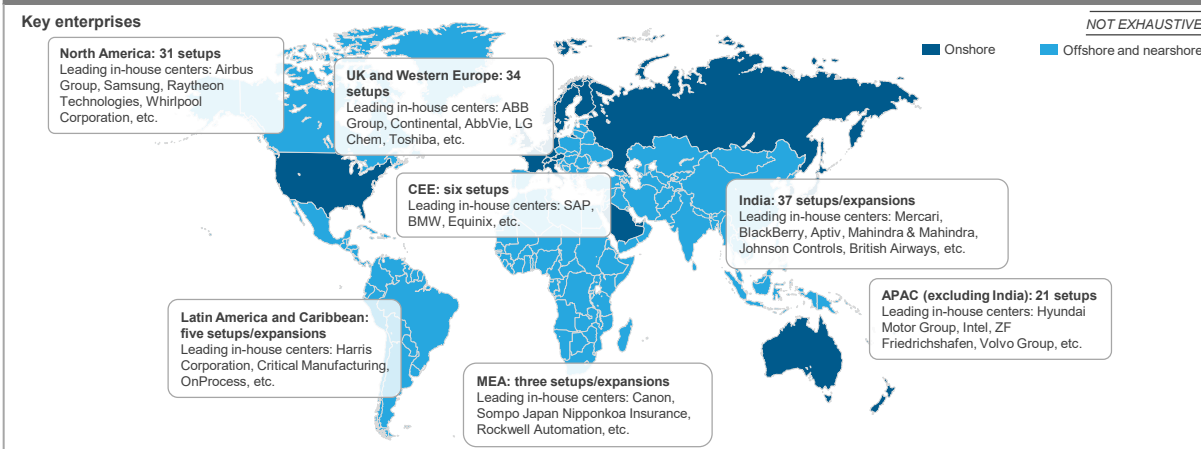 Key enterprises
NOT EXHAUSTIVE
Onshore
Offshore and nearshore
North America: 31 setups
Leading in-house centers: Airbus
Group, Samsung, Raytheon
Technologies, Whirlpool
Corporation, etc.
UK and Western Europe: 34
setups
Leading in-house centers: ABB
Group, Continental, AbbVie, LG
Chem, Toshiba, etc.
CEE: six setups
Leading in-house centers: SAP,
BMW, Equinix, etc.
India: 37 setups/expansions
Leading in-house centers: Mercari,
BlackBerry, Aptiv, Mahindra & Mahindra,
Johnson Controls, British Airways, etc.
APAC (excluding India): 21 setups
Leading in-house centers: Hyundai
Motor Group, Intel, ZF
Friedrichshafen, Volvo Group, etc.
Latin America and Caribbean:
five setups/expansions
Leading in-house centers: Harris
Corporation, Critical Manufacturing,
OnProcess, etc.
MEA: three setups/expansions
Leading in-house centers: Canon,
Sompo Japan Nipponkoa Insurance,
Rockwell Automation, etc.